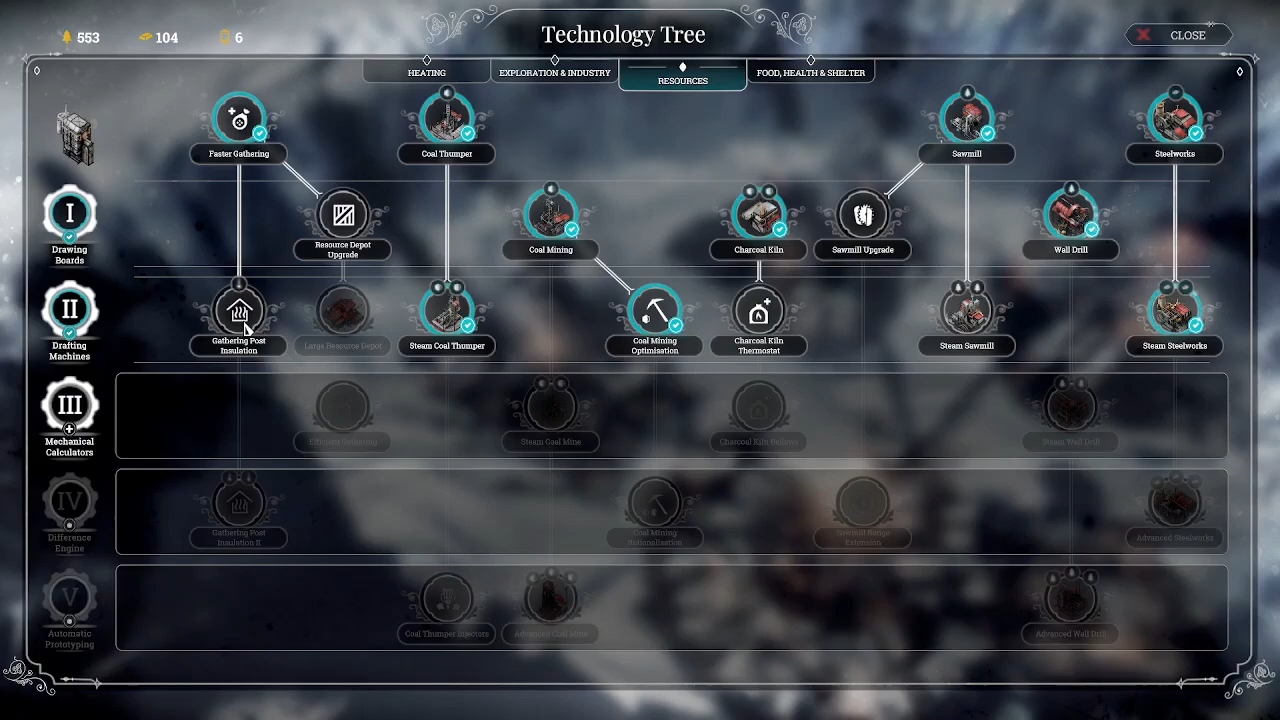 553 104 6
Technology Tree
CLOSE
HEATING
EXPLORATION & INDUSTRY
RESOURCES
FOOD, HEALTH & SHELTER
Faster Gathering
Coal Thumper
Sawmill
Steelworks
I
Drawing
Boards
Resource Depot
Upgrade
Coal Mining
Charcoal Kiln
Sawmill Upgrade
Wall Drill
II
Drafting
Machines
Gathering Post
Insulation
Large Resource Depot
Steam Coal Thumper
Coal Mining
Optimisation
Charcoal Kiln
Thermostat
Steam Sawmill
Steam Steelworks
III
Mechanical
Calculators
Efficient Gathering
Steam Coal Mine
Charcoal Kiln Bellows
Steam Wall Drill
IV
Difference
Engine
Gathering Post
Insulation II
Coal Mining
Rationalisation
Sawmill Range
Extension
Advanced Steelworks
V
Automatic
Prototyping
Coal Thumper Injectors
Advanced Coal Mine
Advanced Wall Drill